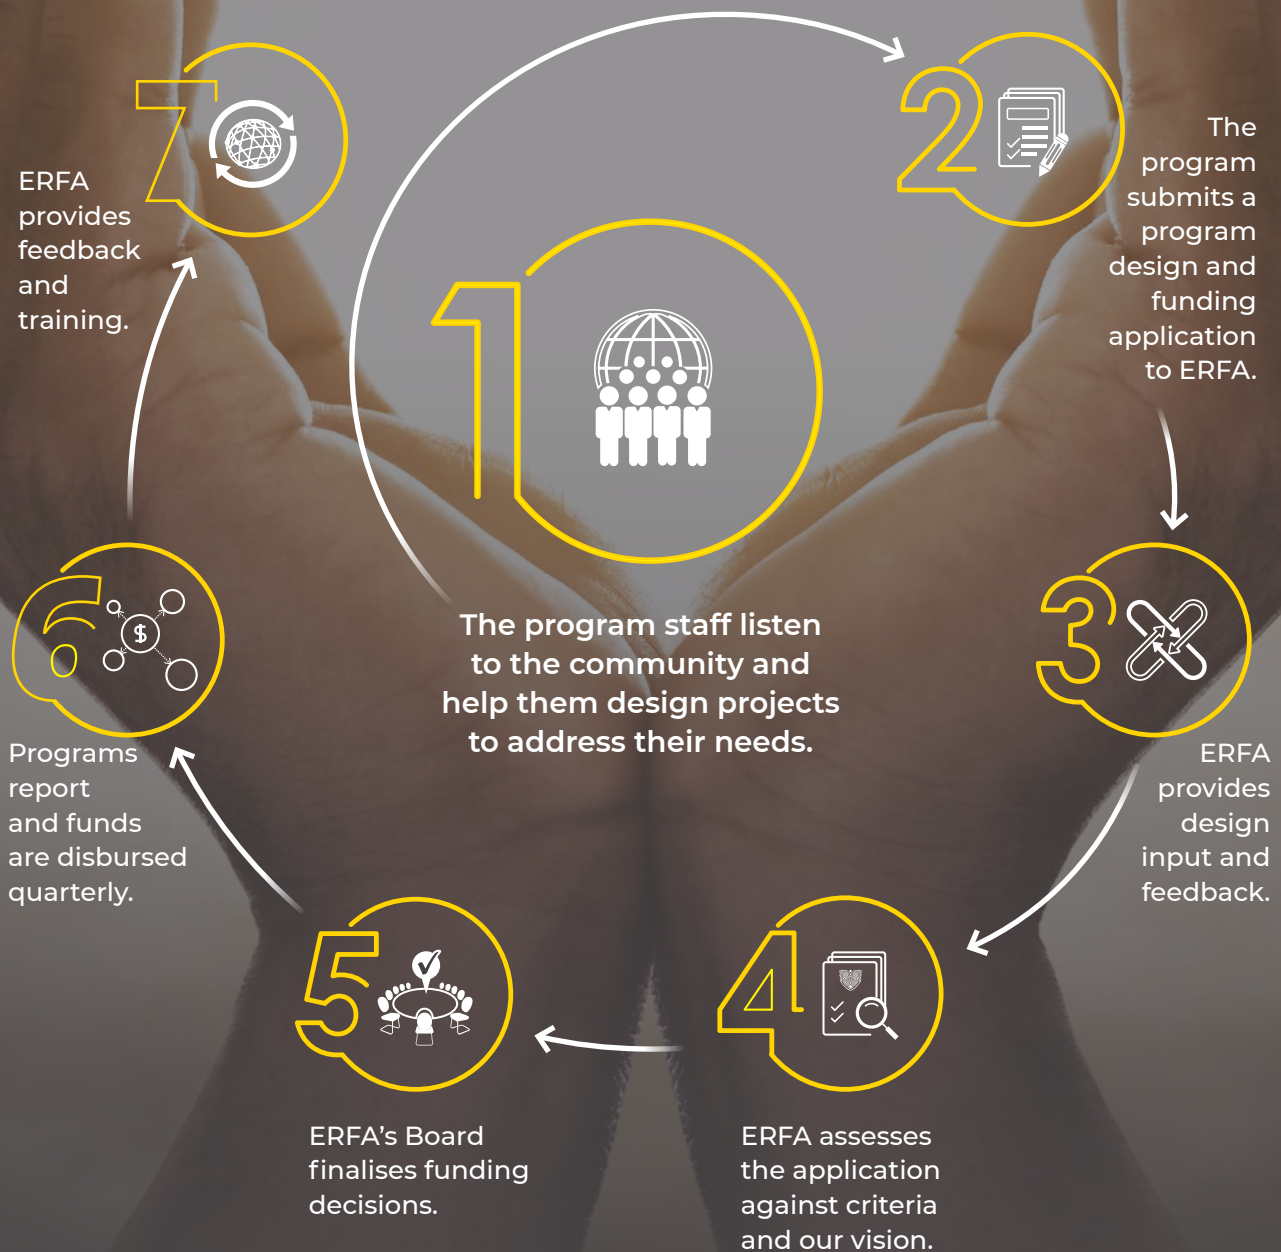 1
The program staff listen
to the community and
help them design projects
to address their needs.
2
The
program
submits a
program
design and
funding
application
to ERFA.
3
ERFA
provides
design
input and
feedback.
4
ERFA assesses
the application
against criteria
and our vision.
5
ERFA’s Board
finalises funding
decisions.
6
$
Programs
report
and funds
are disbursed
quarterly.
7
ERFA
provides
feedback
and
training.